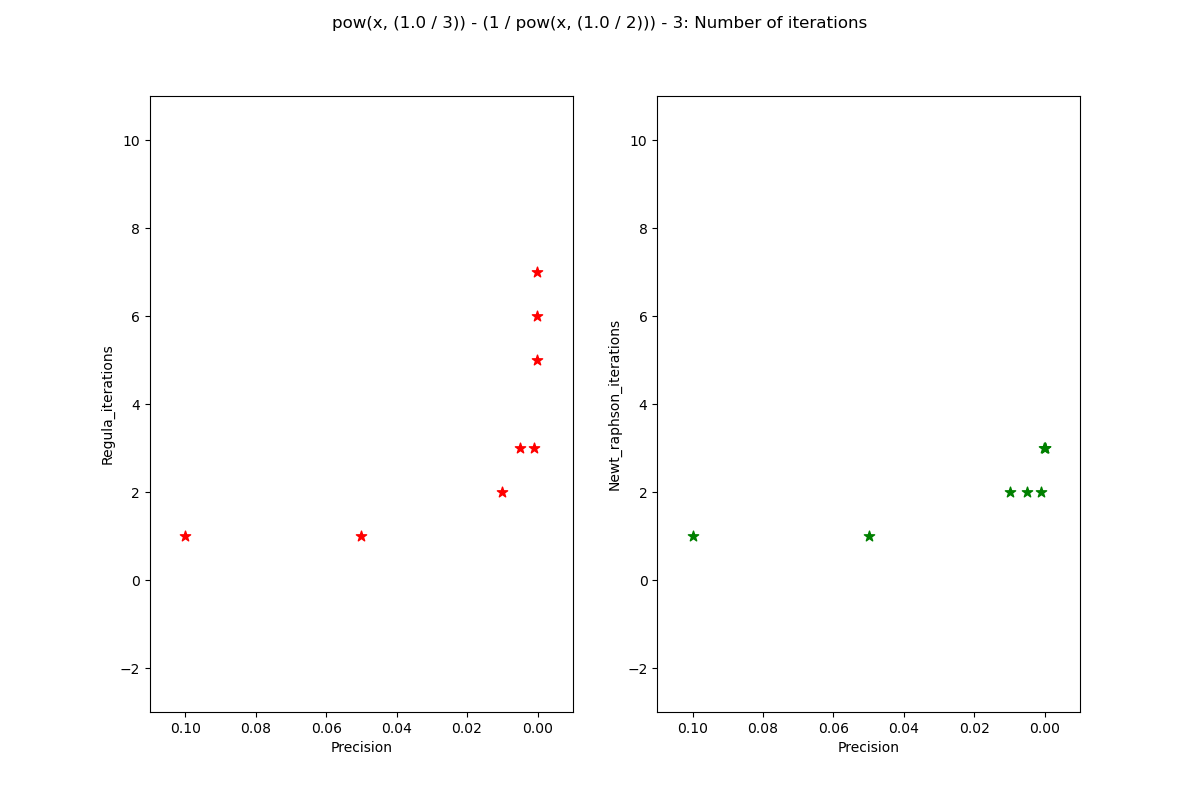 pow(x, (1.0 / 3)) - (1 / pow(x, (1.0 / 2))) - 3: Number of iterations
10
8
6
4
2
0
−2
Regula_iterations
0.10 0.08 0.06 0.04 0.02 0.00
Precision
10
8
6
4
2
0
−2
Newt_raphson_iterations
0.10 0.08 0.06 0.04 0.02 0.00
Precision